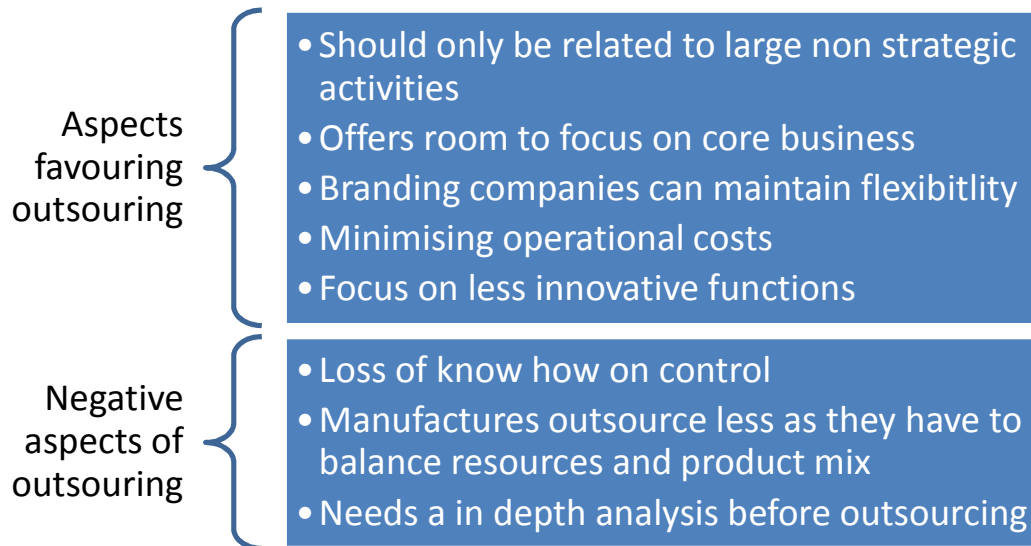 Aspects
favouring
outsouring
• Should only be related to large non strategic
activities
• Offers room to focus on core business
• Branding companies can maintain flexibitlity
• Minimising operational costs
• Focus on less innovative functions
Negative
aspects of
outsouring
• Loss of know how on control
• Manufactures outsource less as they have to
balance resources and product mix
• Needs a in depth analysis before outsourcing